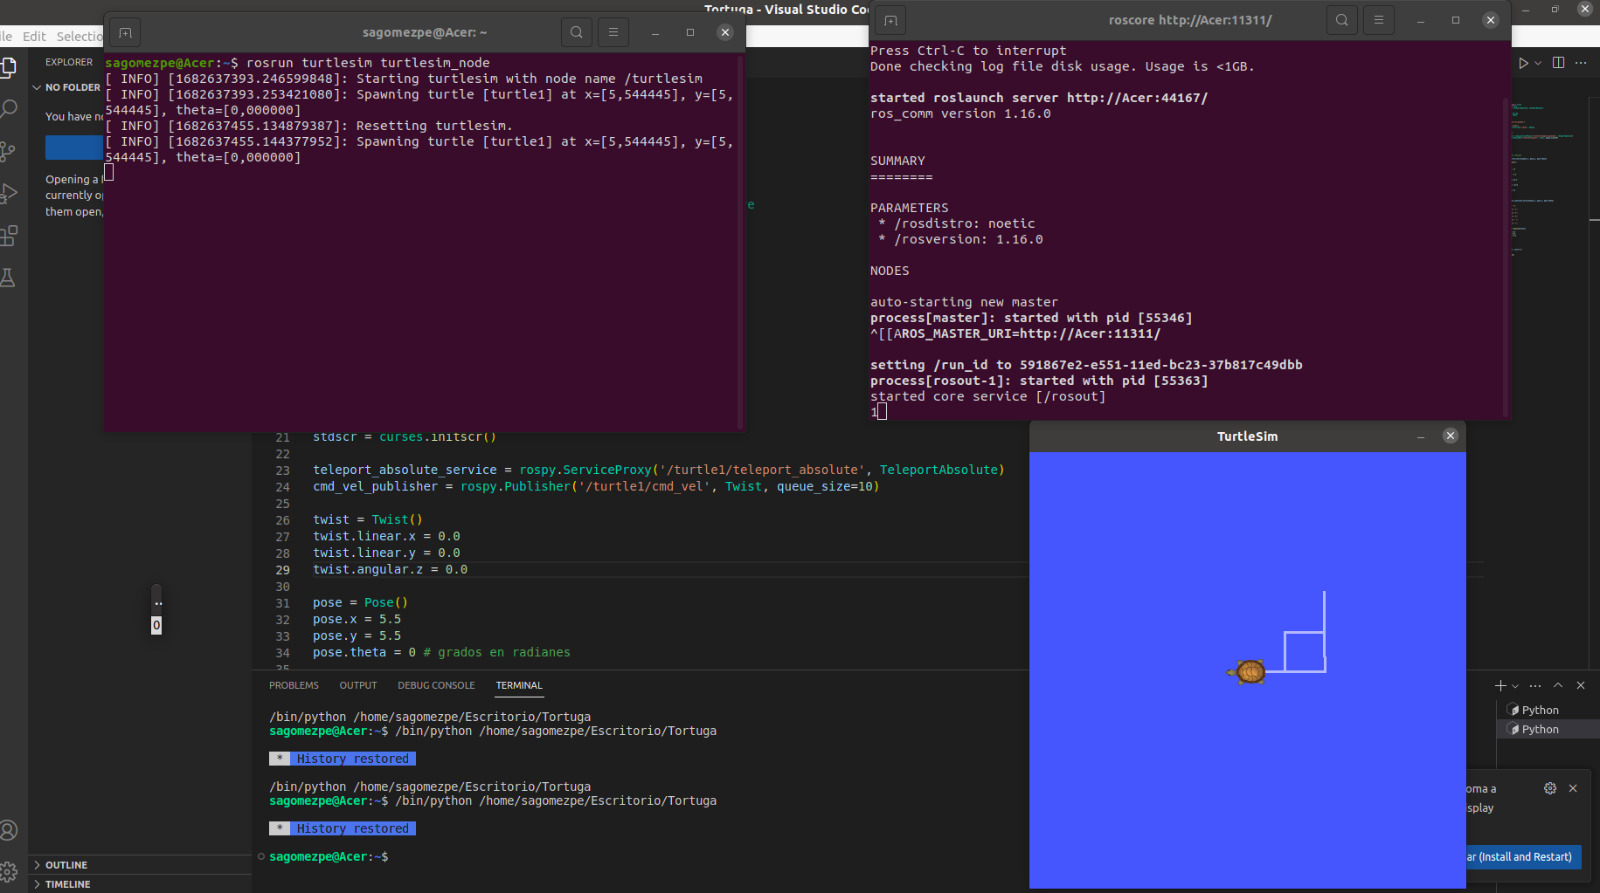 Tortuga - Visual Studio Co
Edit Selectio
EXPLORER
NO FOLDER
You have
Opening a
currently
them open,
OUTLINE
TIMELINE
sagomezpe@Acer: ~
sagomezpe@Acer:~$ rosrun turtlesim turtlesim_node
[ INFO] [1682637393.246599848]: Starting turtlesim with node name /turtlesim
[ INFO] [1682637393.253421080]: Spawning turtle [turtle1] at x=[5,544445], y=[5,
544445], theta=[0,000000]
[ INFO] [1682637455.134879387]: Resetting turtlesim.
[ INFO] [1682637455.144377952]: Spawning turtle [turtle1] at x=[5,544445], y=[5,
544445], theta=[0,000000]
roscore http://Acer:11311/
Press Ctrl-C to interrupt
Done checking log file disk usage. Usage is <1GB.
started roslaunch server http://Acer:44167/
ros_comm version 1.16.0
SUMMARY
========
PARAMETERS
* /rosdistro: noetic
* /rosversion: 1.16.0
NODES
auto-starting new master
process[master]: started with pid [55346]
^[[AROS_MASTER_URI=http://Acer:11311/
setting /run_id to 591867e2-e551-11ed-bc23-37b817c49dbb
process[rosout-1]: started with pid [55363]
started core service [/rosout]
1
..
0
21 stdscr = curses.initscr()
22
23 teleport_absolute_service = rospy.ServiceProxy('/turtle1/teleport_absolute', TeleportAbsolute)
24 cmd_vel_publisher = rospy.Publisher('/turtle1/cmd_vel', Twist, queue_size=10)
25
26 twist = Twist()
27 twist.linear.x = 0.0
28 twist.linear.y = 0.0
29 twist.angular.z = 0.0
30
31 pose = Pose()
32 pose.x = 5.5
33 pose.y = 5.5
34 pose.theta = 0 # grados en radianes
35
TurtleSim
PROBLEMS OUTPUT DEBUG CONSOLE TERMINAL
/bin/python /home/sagomezpe/Escritorio/Tortuga
sagomezpe@Acer:~$ /bin/python /home/sagomezpe/Escritorio/Tortuga
* History restored
/bin/python /home/sagomezpe/Escritorio/Tortuga
sagomezpe@Acer:~$ /bin/python /home/sagomezpe/Escritorio/Tortuga
* History restored
sagomezpe@Acer:~$
Python
Python
oma a
splay
ar (Install and Restart)